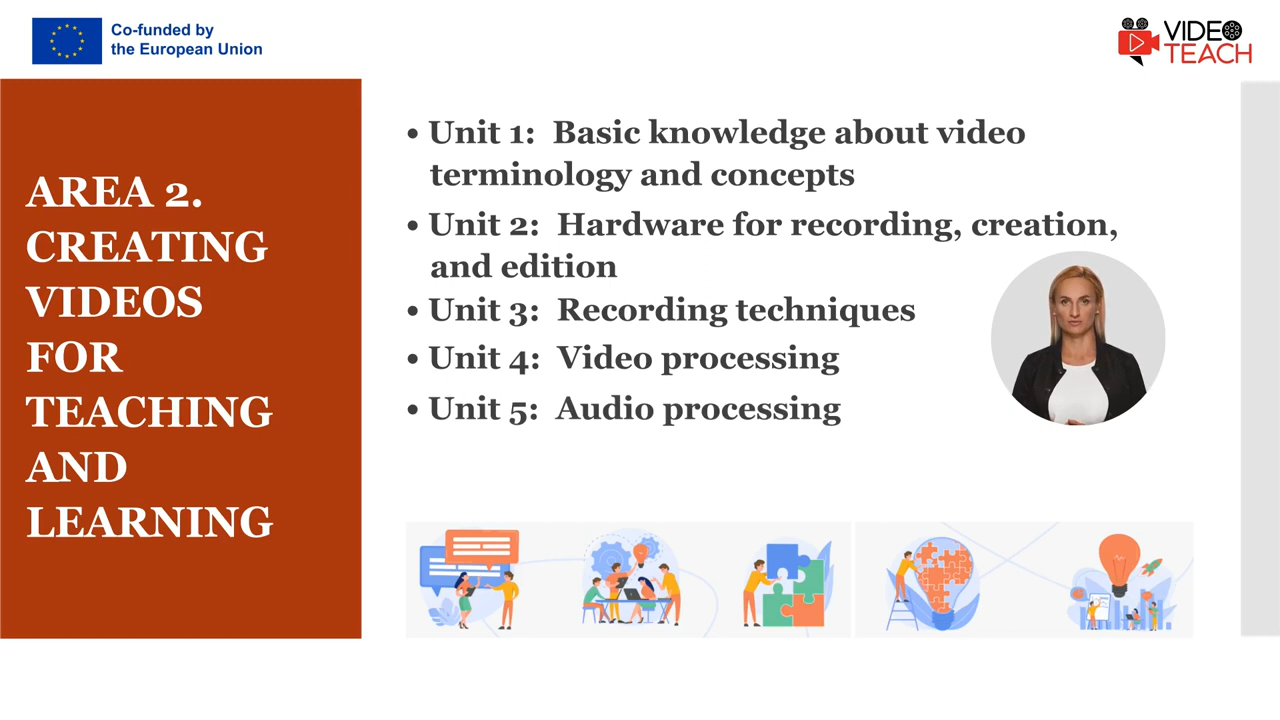 Co-funded by
the European Union
VIDEO
TEACH
AREA 2.
CREATING
VIDEOS
FOR
TEACHING
AND
LEARNING
• Unit 1: Basic knowledge about video
terminology and concepts
• Unit 2: Hardware for recording, creation,
and edition
• Unit 3: Recording techniques
• Unit 4: Video processing
• Unit 5: Audio processing